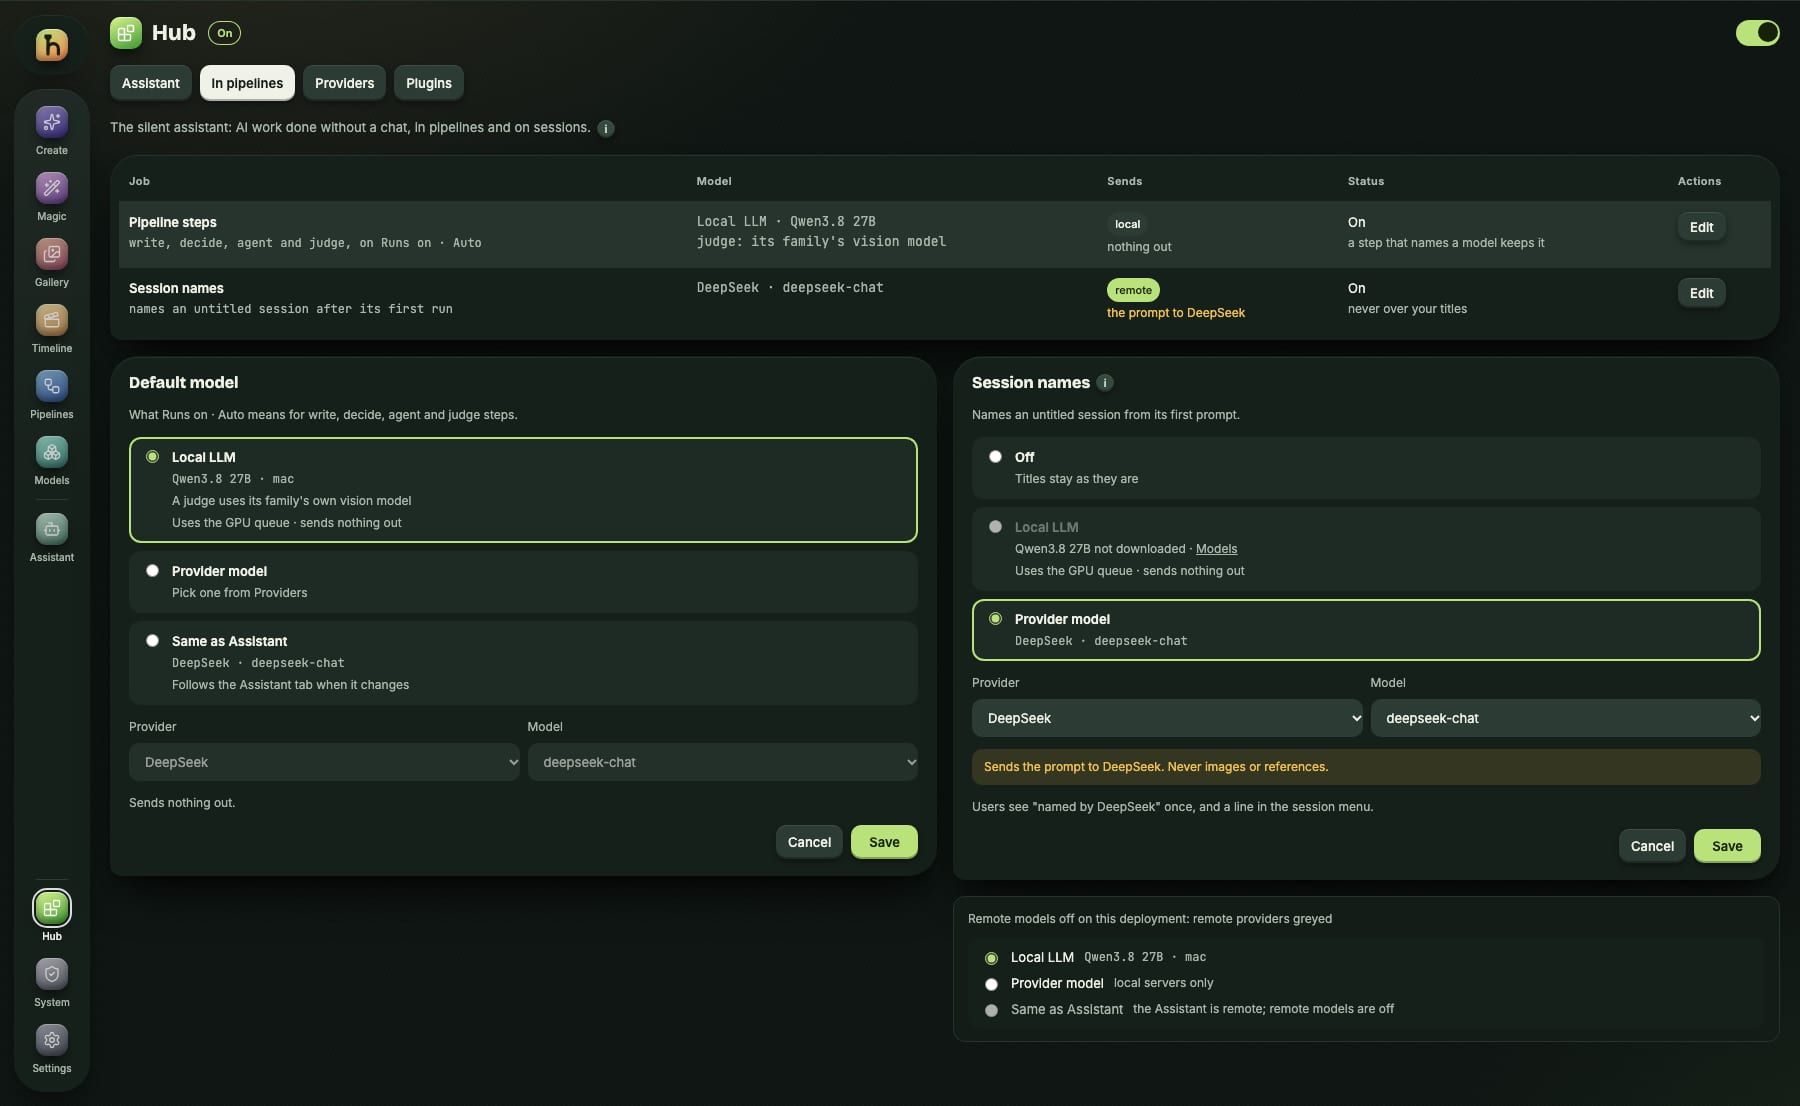 h
Hub
On
Assistant
In pipelines
Providers
Plugins
The silent assistant: AI work done without a chat, in pipelines and on sessions.
i
Create
Magic
Gallery
Timeline
Pipelines
Models
Assistant
Hub
System
Settings
Job
Model
Sends
Status
Actions
Pipeline steps
write, decide, agent and judge, on Runs on · Auto
Local LLM · Qwen3.8 27B
judge: its family's vision model
local
nothing out
On
a step that names a model keeps it
Edit
Session names
names an untitled session after its first run
DeepSeek · deepseek-chat
remote
the prompt to DeepSeek
On
never over your titles
Edit
Default model
What Runs on · Auto means for write, decide, agent and judge steps.
Local LLM
Qwen3.8 27B · mac
A judge uses its family's own vision model
Uses the GPU queue · sends nothing out
Provider model
Pick one from Providers
Same as Assistant
DeepSeek · deepseek-chat
Follows the Assistant tab when it changes
Provider
Model
DeepSeek
deepseek-chat
Sends nothing out.
Cancel
Save
Session names
i
Names an untitled session from its first prompt.
Off
Titles stay as they are
Local LLM
Qwen3.8 27B not downloaded · Models
Uses the GPU queue · sends nothing out
Provider model
DeepSeek · deepseek-chat
Provider
Model
DeepSeek
deepseek-chat
Sends the prompt to DeepSeek. Never images or references.
Users see "named by DeepSeek" once, and a line in the session menu.
Cancel
Save
Remote models off on this deployment: remote providers greyed
Local LLM Qwen3.8 27B · mac
Provider model local servers only
Same as Assistant the Assistant is remote; remote models are off